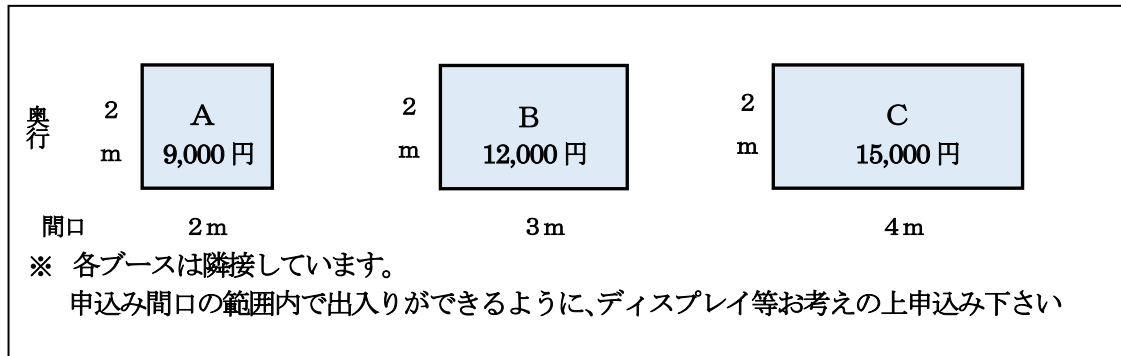 A B C
奥行 2m 9,000円 2m 12,000円 2m 15,000円
間口 2m 3m 4m
※ 各ブースは隣接しています。
申込み間口の範囲内で出入りができるように、ディスプレイ等お考えの上申込み下さい